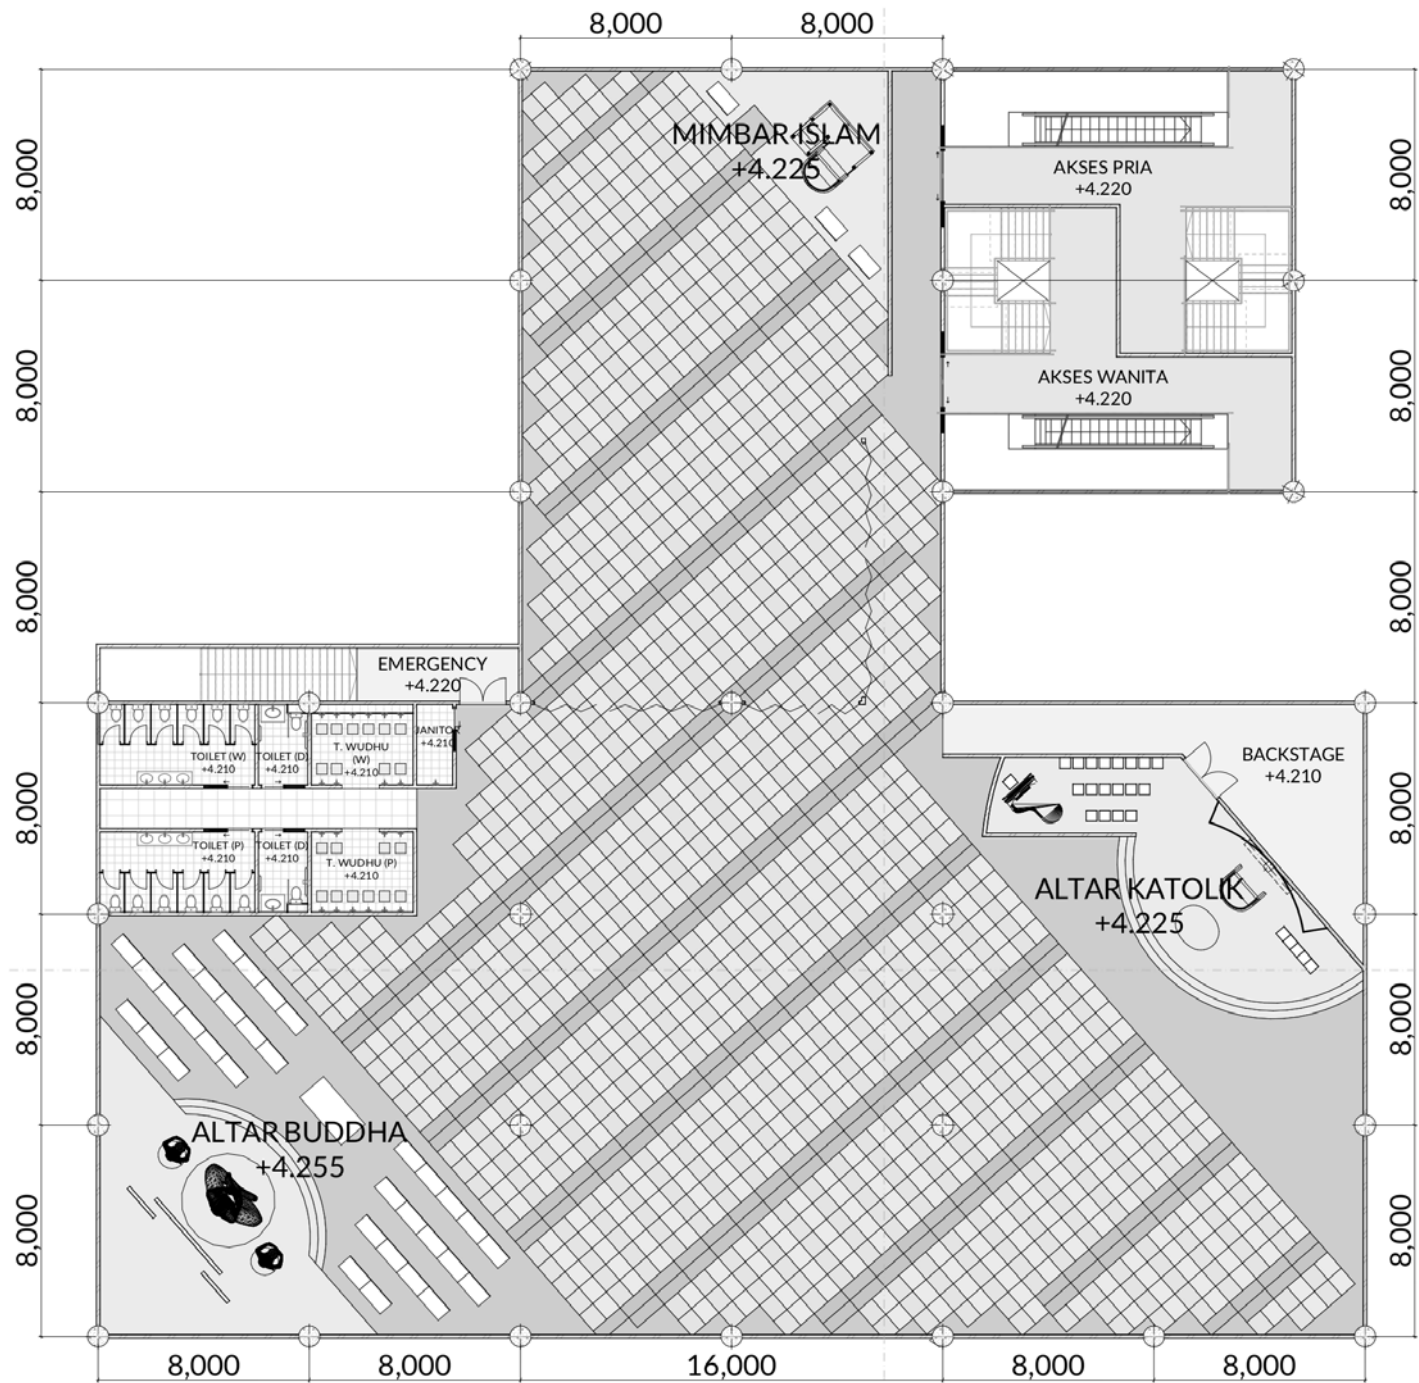 8,000
8,000
8,000
8,000
MIMBAR ISLAM
+4.225
AKSES PRIA
+4.220
8,000
8,000
AKSES WANITA
+4.220
8,000
8,000
EMERGENCY
+4.220
TOILET (W)
+4.210
TOILET (D)
+4.210
T. WUDHU
(W)
+4.210
JANITOR
+4.210
BACKSTAGE
+4.210
8,000
8,000
TOILET (P)
+4.210
TOILET (D)
+4.210
T. WUDHU (P)
+4.210
ALTAR KATOLIK
+4.225
8,000
8,000
ALTAR BUDDHA
+4.255
8,000
8,000
8,000
8,000
16,000
8,000
8,000